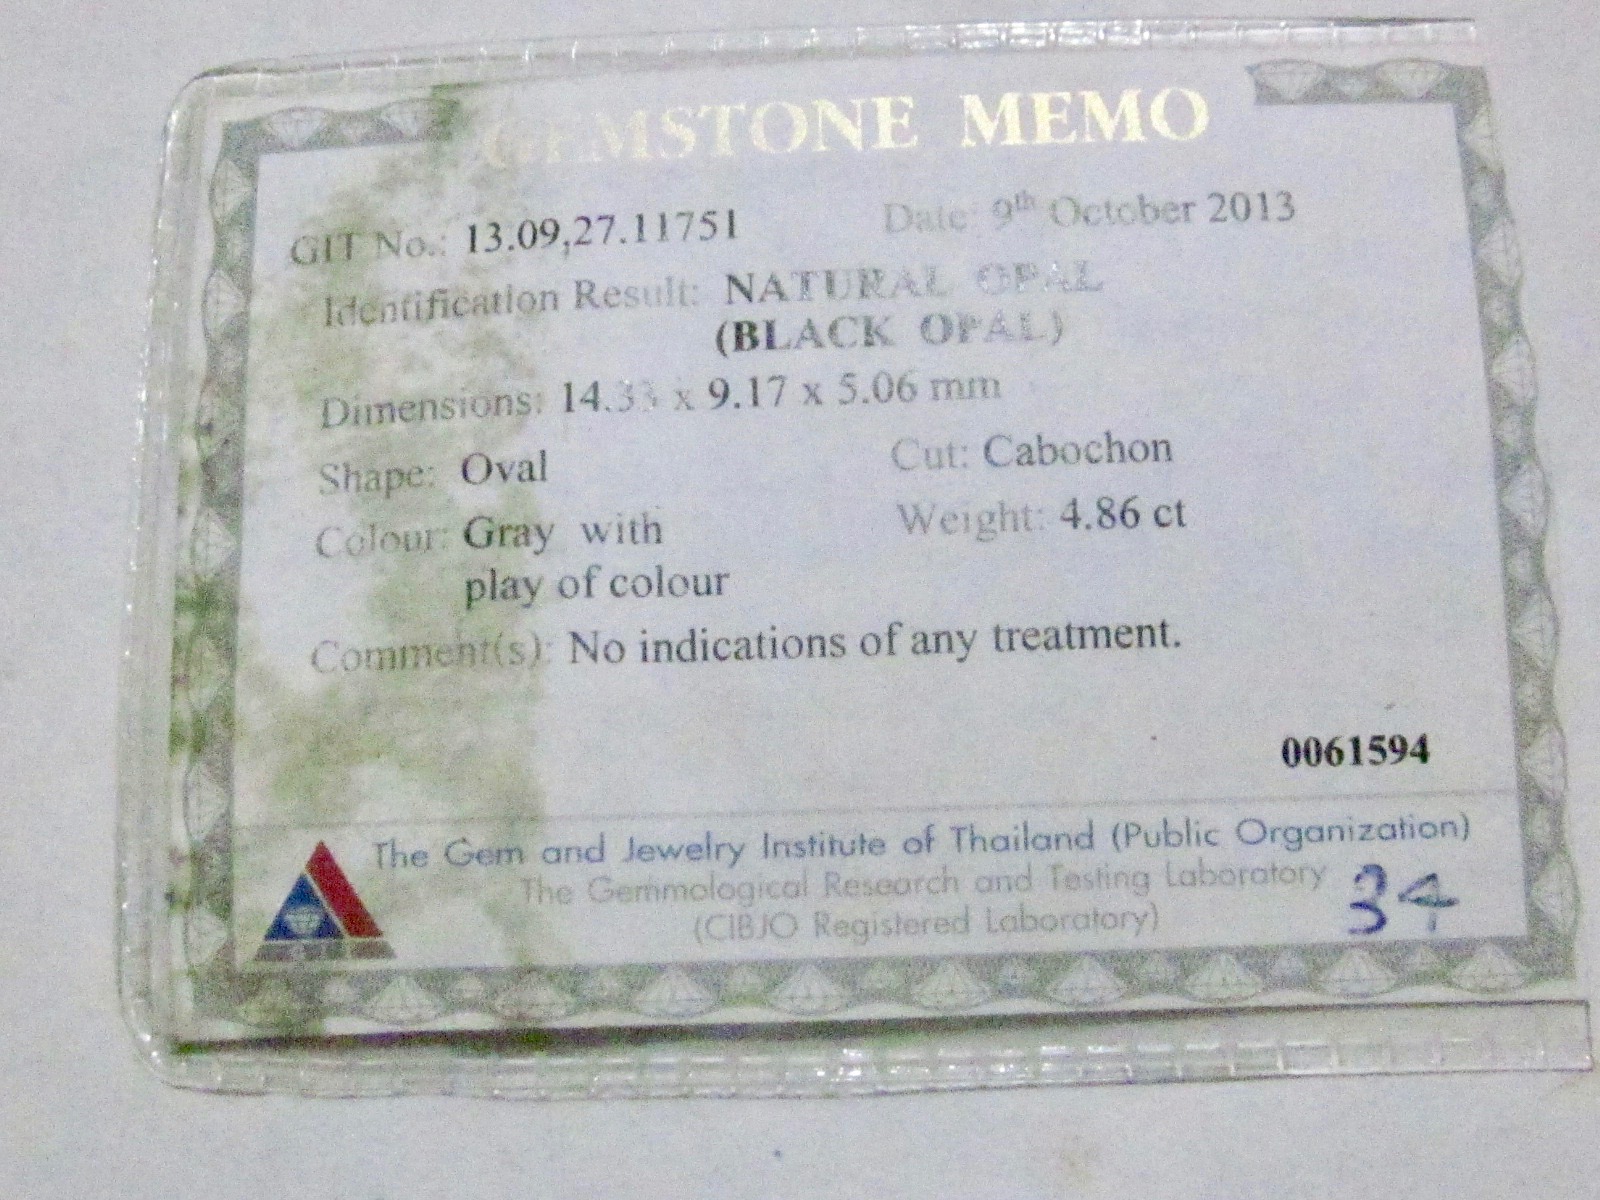 GEMSTONE MEMO
GIT No.: 13.09,27.11751 Date: 9th October 2013
Identification Result: NATURAL OPAL
(BLACK OPAL)
Dimensions: 14.33 x 9.17 x 5.06 mm
Shape: Oval Cut: Cabochon
Colour: Gray with Weight: 4.86 ct
play of colour
Comment(s): No indications of any treatment.
0061594
The Gem and Jewelry Institute of Thailand (Public Organization)
The Gemmological Research and Testing Laboratory
(CIBJO Registered Laboratory)
34